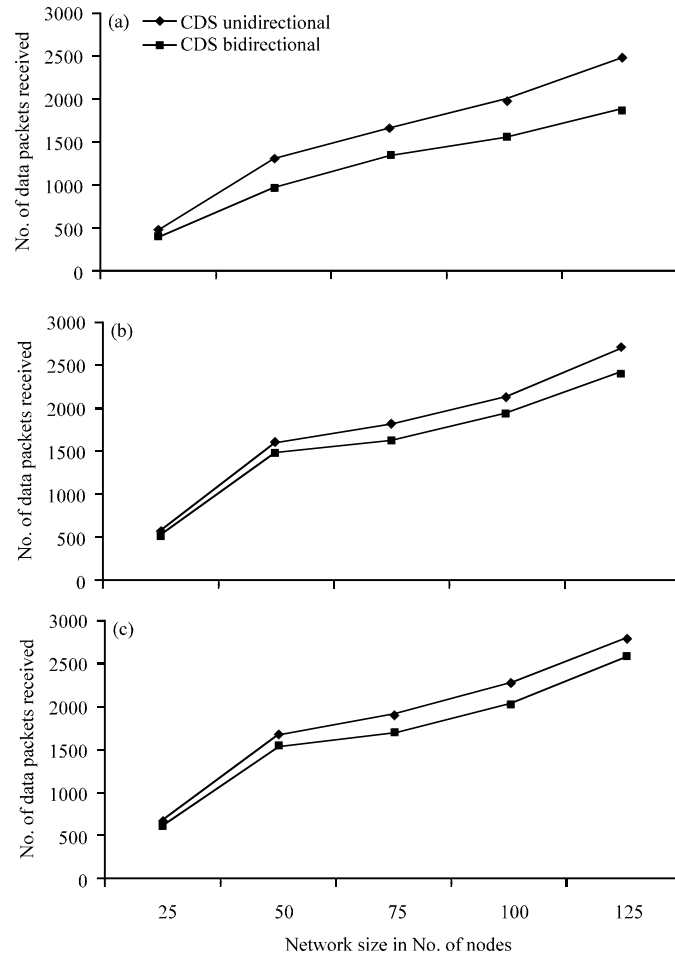 (a)
CDS unidirectional
CDS bidirectional
No. of data packets received
3000
2500
2000
1500
1000
500
0
(b)
No. of data packets received
3000
2500
2000
1500
1000
500
0
(c)
No. of data packets received
3000
2500
2000
1500
1000
500
0
25 50 75 100 125
Network size in No. of nodes